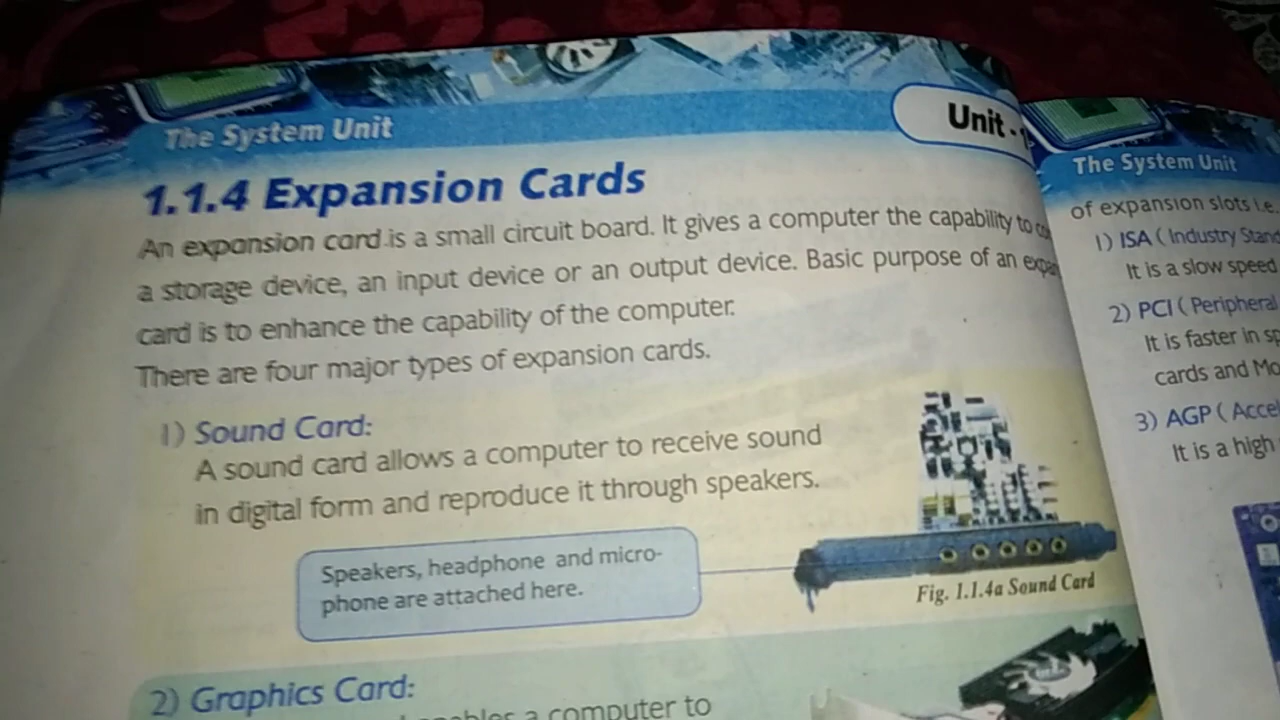 The System Unit
Unit -
1.1.4 Expansion Cards
An expansion card is a small circuit board. It gives a computer the capability to
a storage device, an input device or an output device. Basic purpose of an
card is to enhance the capability of the computer.
There are four major types of expansion cards.
1) Sound Card:
A sound card allows a computer to receive sound
in digital form and reproduce it through speakers.
Speakers, headphone and micro-
phone are attached here.
Fig. 1.1.4a Sound Card
2) Graphics Card:
a computer to
The System Unit
of expansion slots i.e.
1) ISA ( Industry
It is a slow speed
2) PCI ( Peripheral
It is faster in
cards and
3) AGP (
It is a high